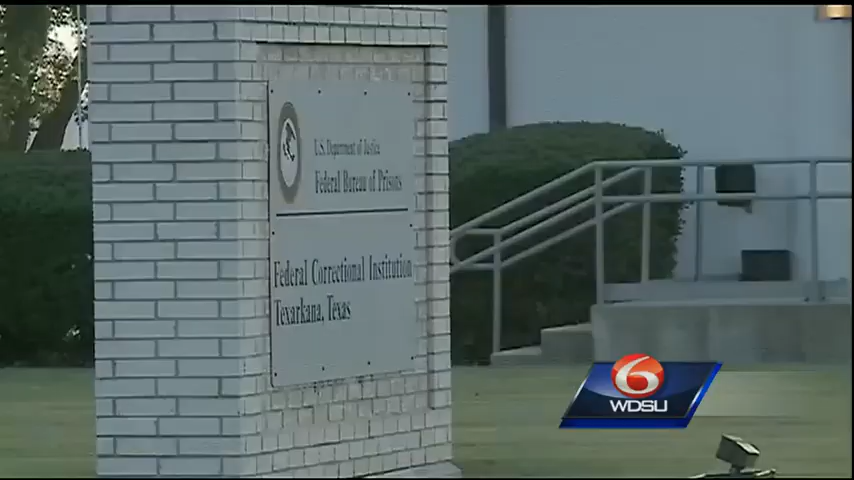 U.S. Department of Justice
Federal Bureau of Prisons
Federal Correctional Institution
Texarkana, Texas
6
WDSU